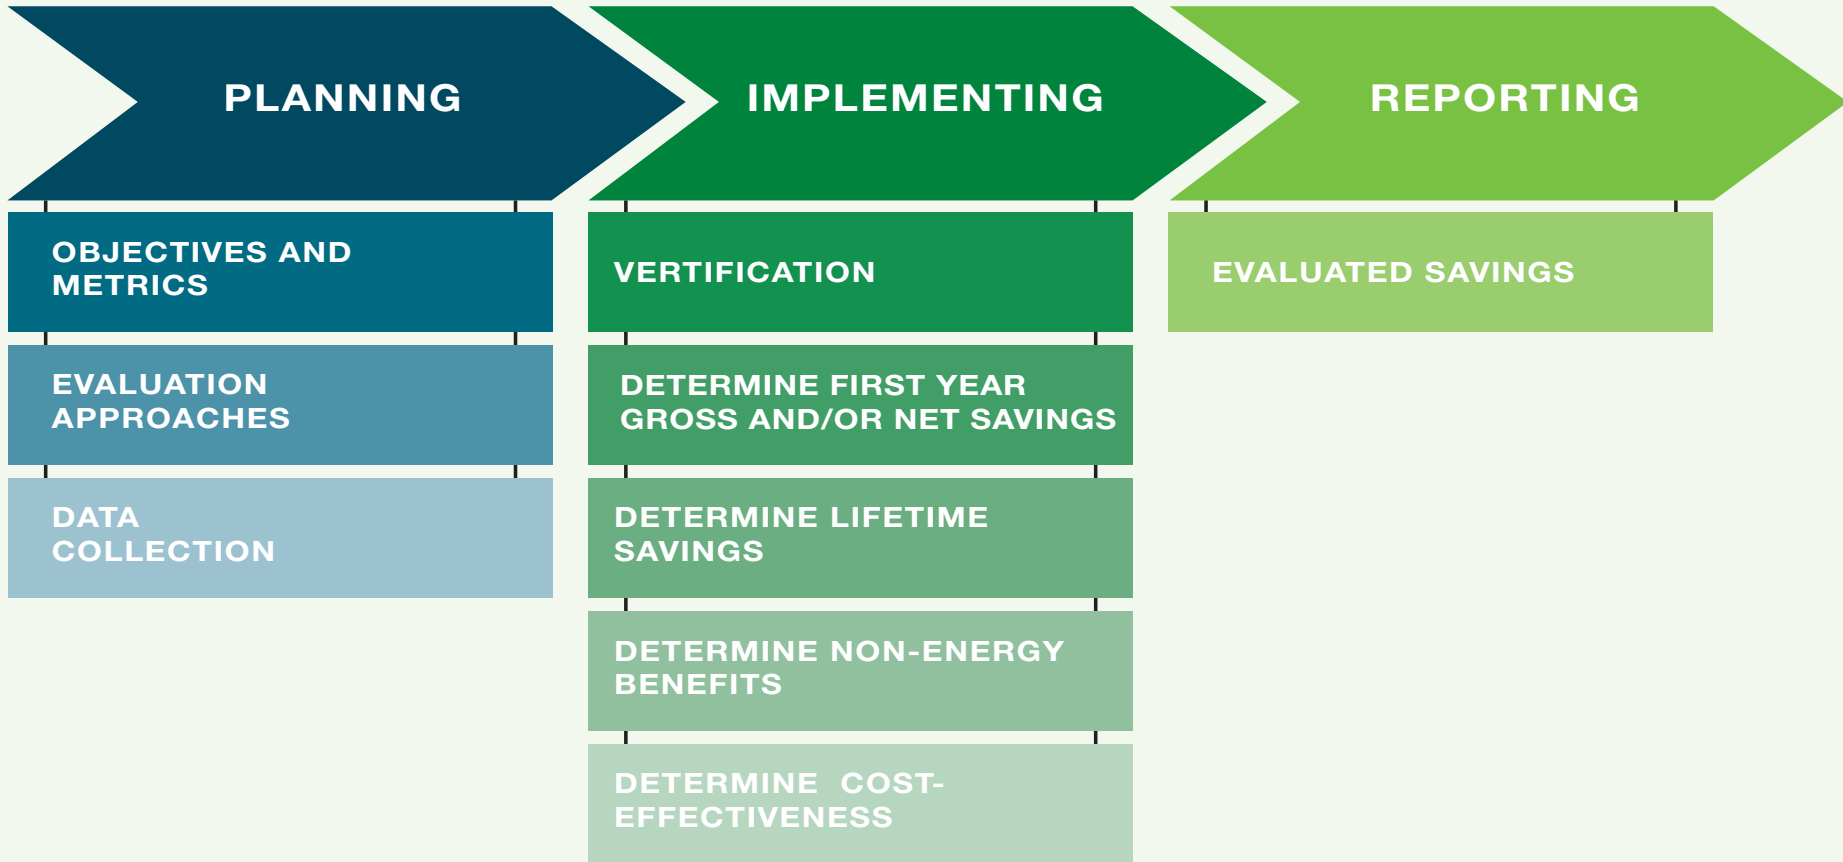 PLANNING
OBJECTIVES AND
METRICS
EVALUATION
APPROACHES
DATA
COLLECTION
IMPLEMENTING
VERTIFICATION
DETERMINE FIRST YEAR
GROSS AND/OR NET SAVINGS
DETERMINE LIFETIME
SAVINGS
DETERMINE NON-ENERGY
BENEFITS
DETERMINE COST-
EFFECTIVENESS
REPORTING
EVALUATED SAVINGS